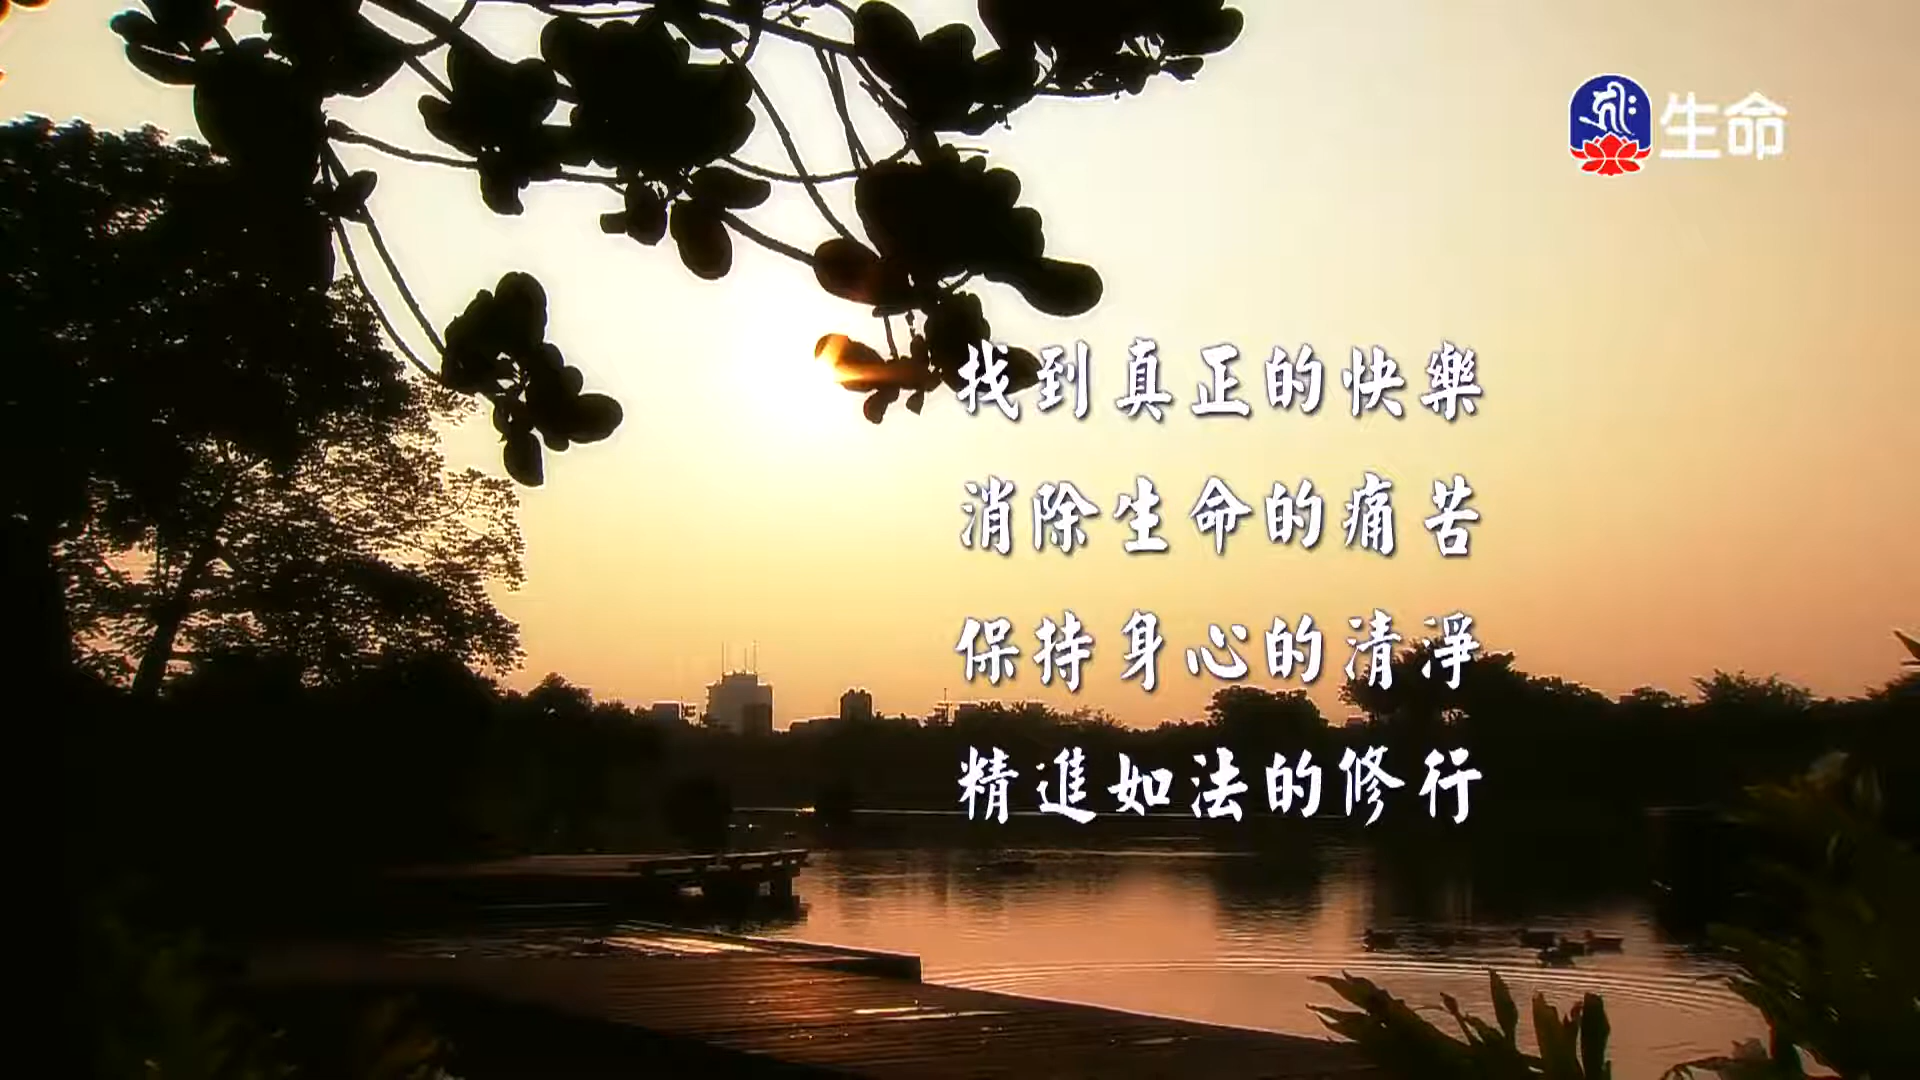 生命
找到真正的快樂
消除生命的痛苦
保持身心的清淨
精進如法的修行